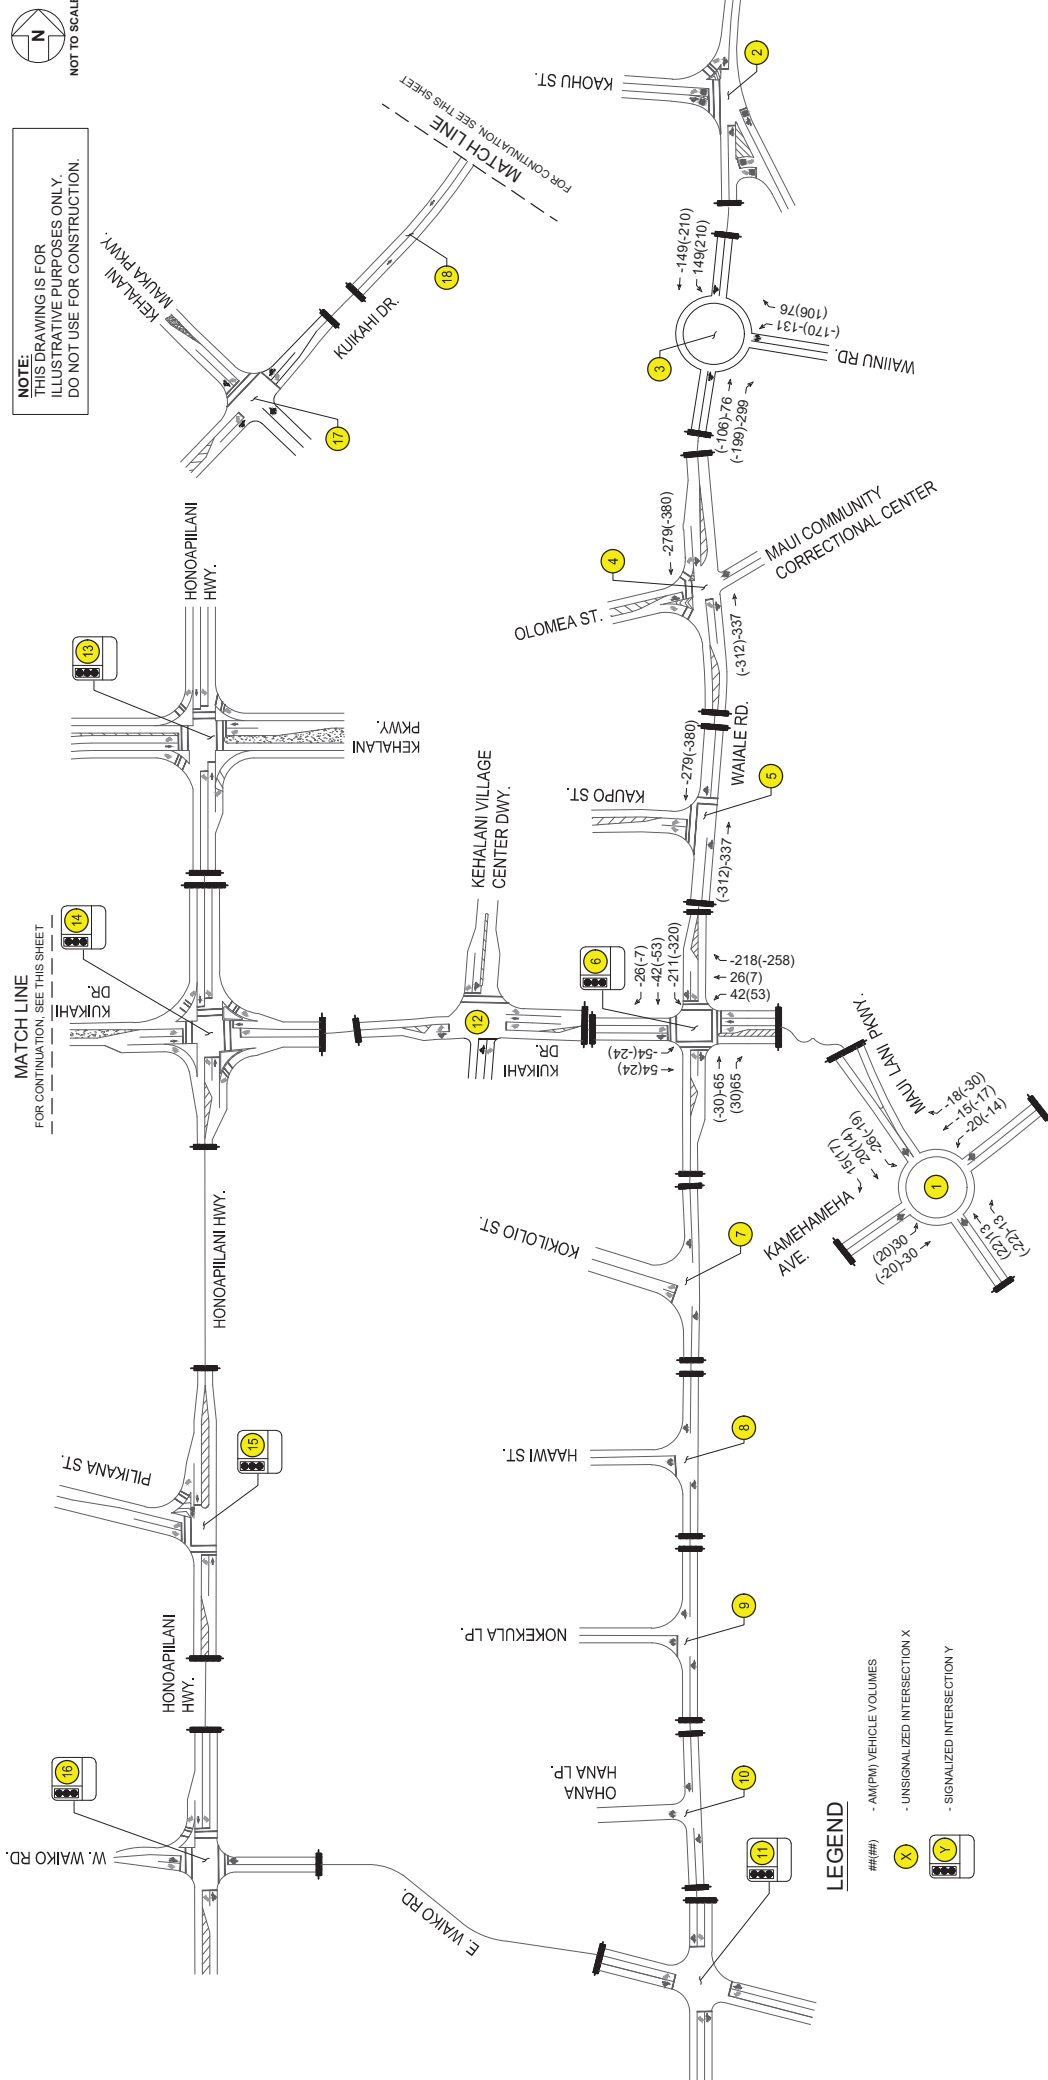 N
NOT TO SCALE
NOTE:
THIS DRAWING IS FOR
ILLUSTRATIVE PURPOSES ONLY.
DO NOT USE FOR CONSTRUCTION.
KEHALANI
MAUKA PKWY.
17
KUIKAHI DR.
18
MATCH LINE
FOR CONTINUATION, SEE THIS SHEET
KAOHU ST.
2
HONOAPIILANI
HWY.
13
KEHALANI
PKWY.
3
-149(-210)
149(210)
(106)76
(-170)-131
WAIINU RD.
(-106)-76
(-199)-299
OLOMEA ST.
4
-279(-380)
MAUI COMMUNITY
CORRECTIONAL CENTER
(-312)-337
WAIALE RD.
KAUPO ST.
-279(-380)
5
(-312)-337
KEHALANI VILLAGE
CENTER DWY.
MATCH LINE
FOR CONTINUATION, SEE THIS SHEET
KUIKAHI
DR.
14
12
KUIKAHI
DR.
6
-26(-7)
-42(-53)
-211(-320)
-218(-258)
26(7)
42(53)
-54(-24)
54(24)
(-30)-65
(30)65
MAUI LANI PKWY.
-18(-30)
-15(-17)
-20(-14)
-26(-19)
20(14)
15(17)
1
KAMEHAMEHA
AVE.
(20)30
(-20)-30
(22)13
(-22)-13
HONOAPIILANI HWY.
KOKILOLIO ST.
7
PILIKANA ST.
15
HAAWI ST.
8
HONOAPIILANI
HWY.
NOKEKULA LP.
9
W. WAIKO RD.
16
E. WAIKO RD.
OHANA
HANA LP.
10
11
LEGEND
##(##) - AM(PM) VEHICLE VOLUMES
X - UNSIGNALIZED INTERSECTION X
Y - SIGNALIZED INTERSECTION Y